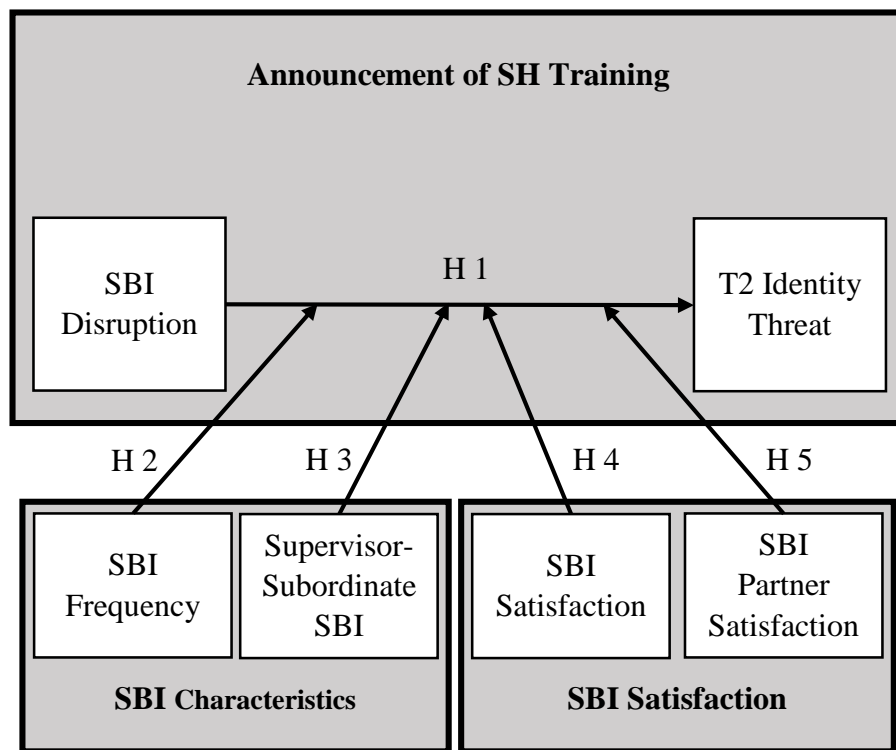 Announcement of SH Training
SBI
Disruption
H 1
T2 Identity
Threat
H 2
H 3
H 4
H 5
SBI
Frequency
Supervisor-
Subordinate
SBI
SBI
Satisfaction
SBI
Partner
Satisfaction
SBI Characteristics
SBI Satisfaction